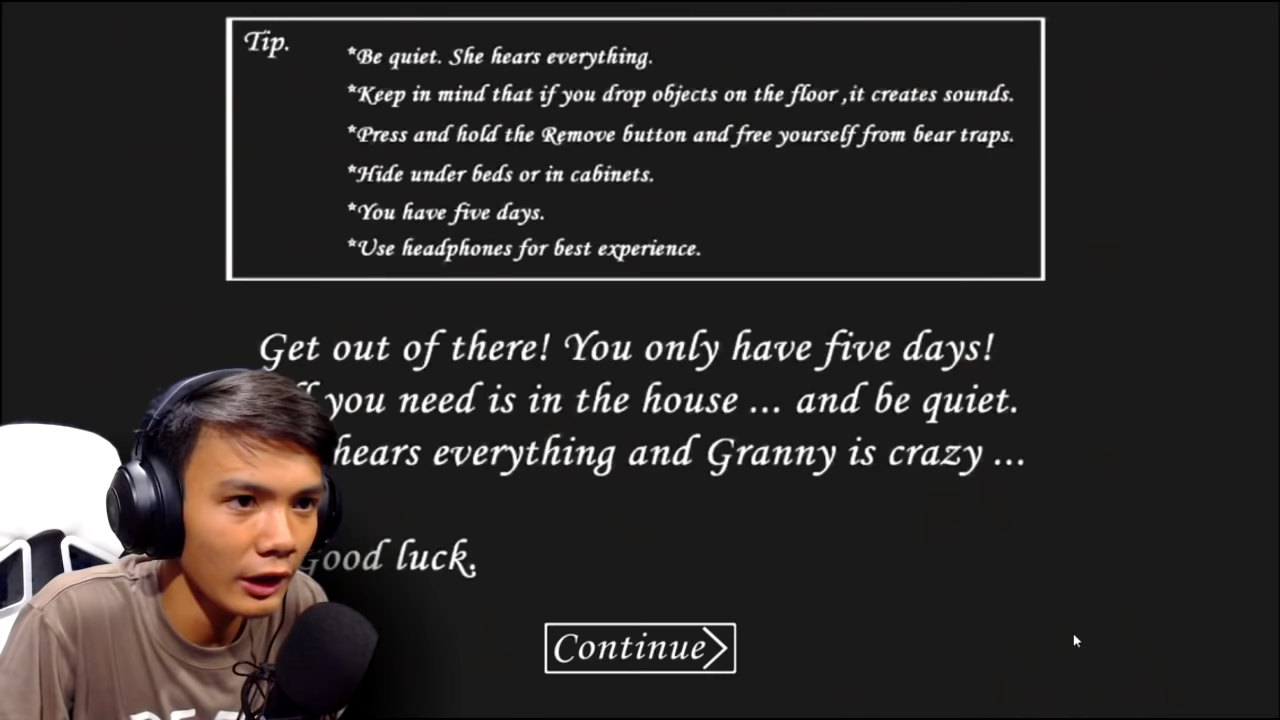 Tip.
*Be quiet. She hears everything.
*Keep in mind that if you drop objects on the floor ,it creates sounds.
*Press and hold the Remove button and free yourself from bear traps.
*Hide under beds or in cabinets.
*You have five days.
*Use headphones for best experience.
Get out of there! You only have five days!
you need is in the house ... and be quiet.
hears everything and Granny is crazy ...
Good luck.
Continue>